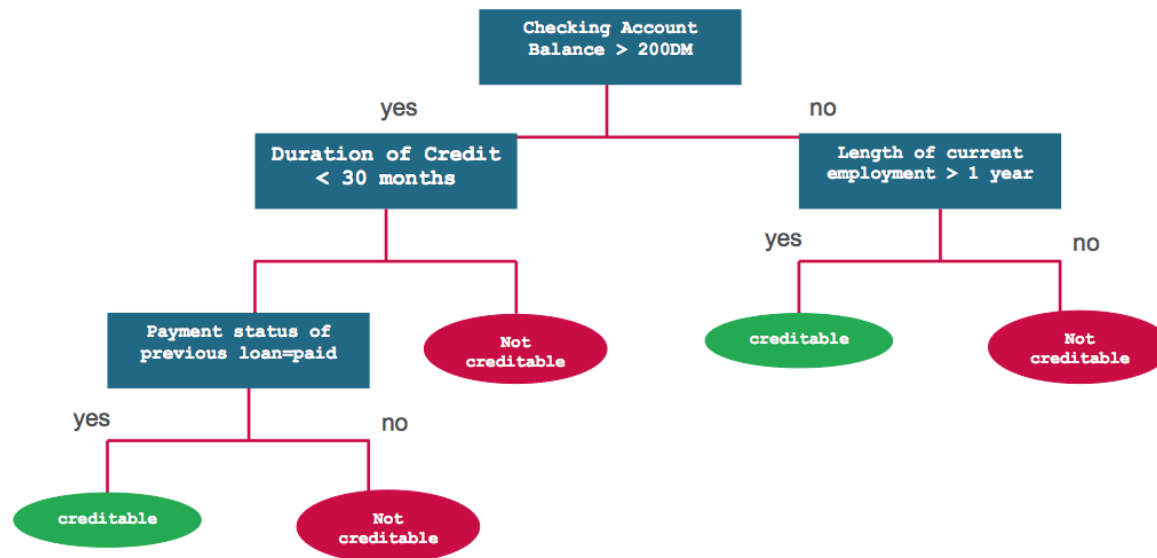 Checking Account
Balance > 200DM
yes
no
Duration of Credit
< 30 months
Length of current
employment > 1 year
yes
no
Payment status of
previous loan=paid
Not
creditable
creditable
Not
creditable
yes
no
creditable
Not
creditable